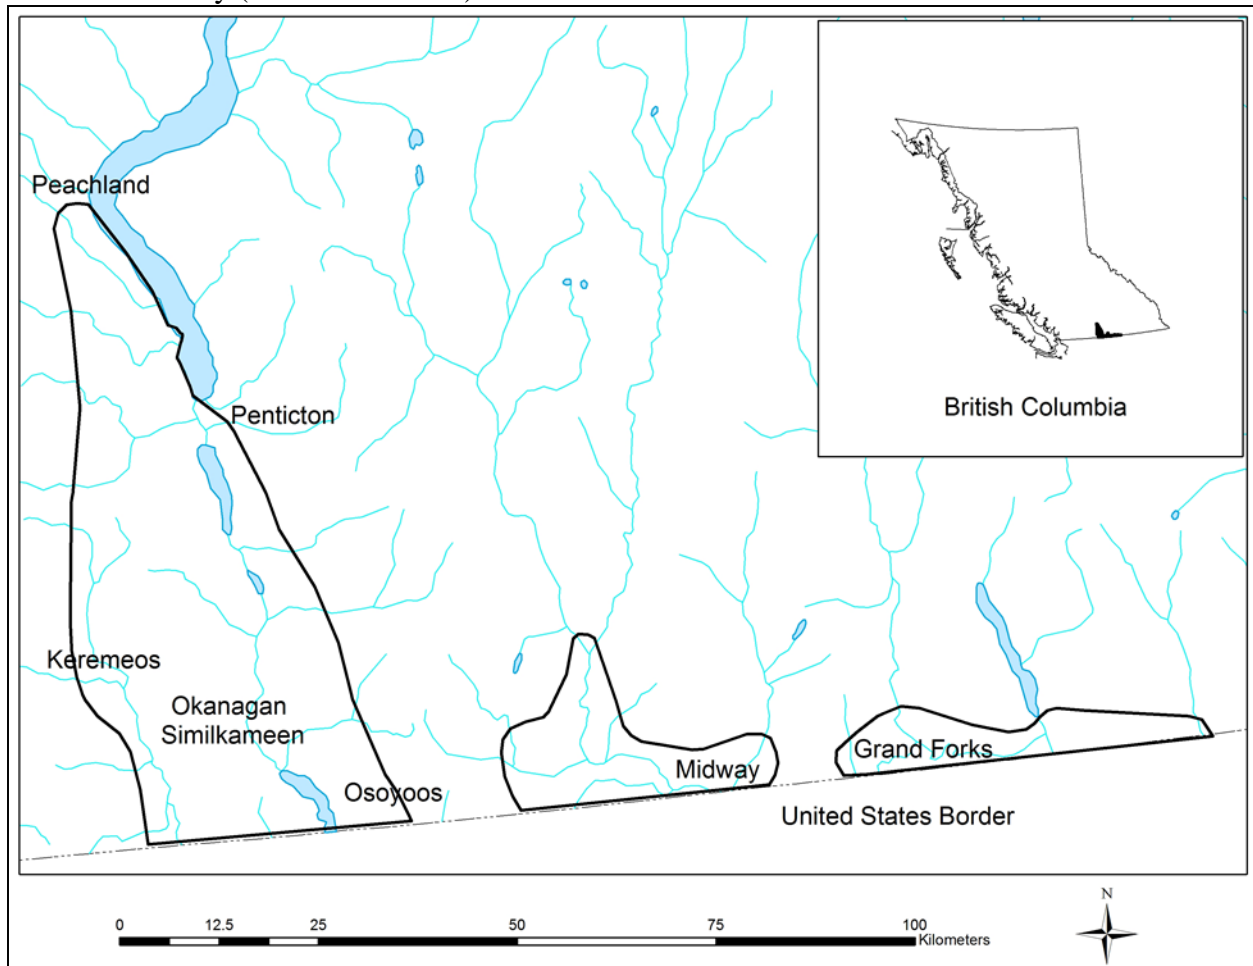 Peachland
Penticton
British Columbia
Keremeos
Okanagan
Similkameen
Osoyoos
Midway
Grand Forks
United States Border
N
0 12.5 25 50 75 100
Kilometers